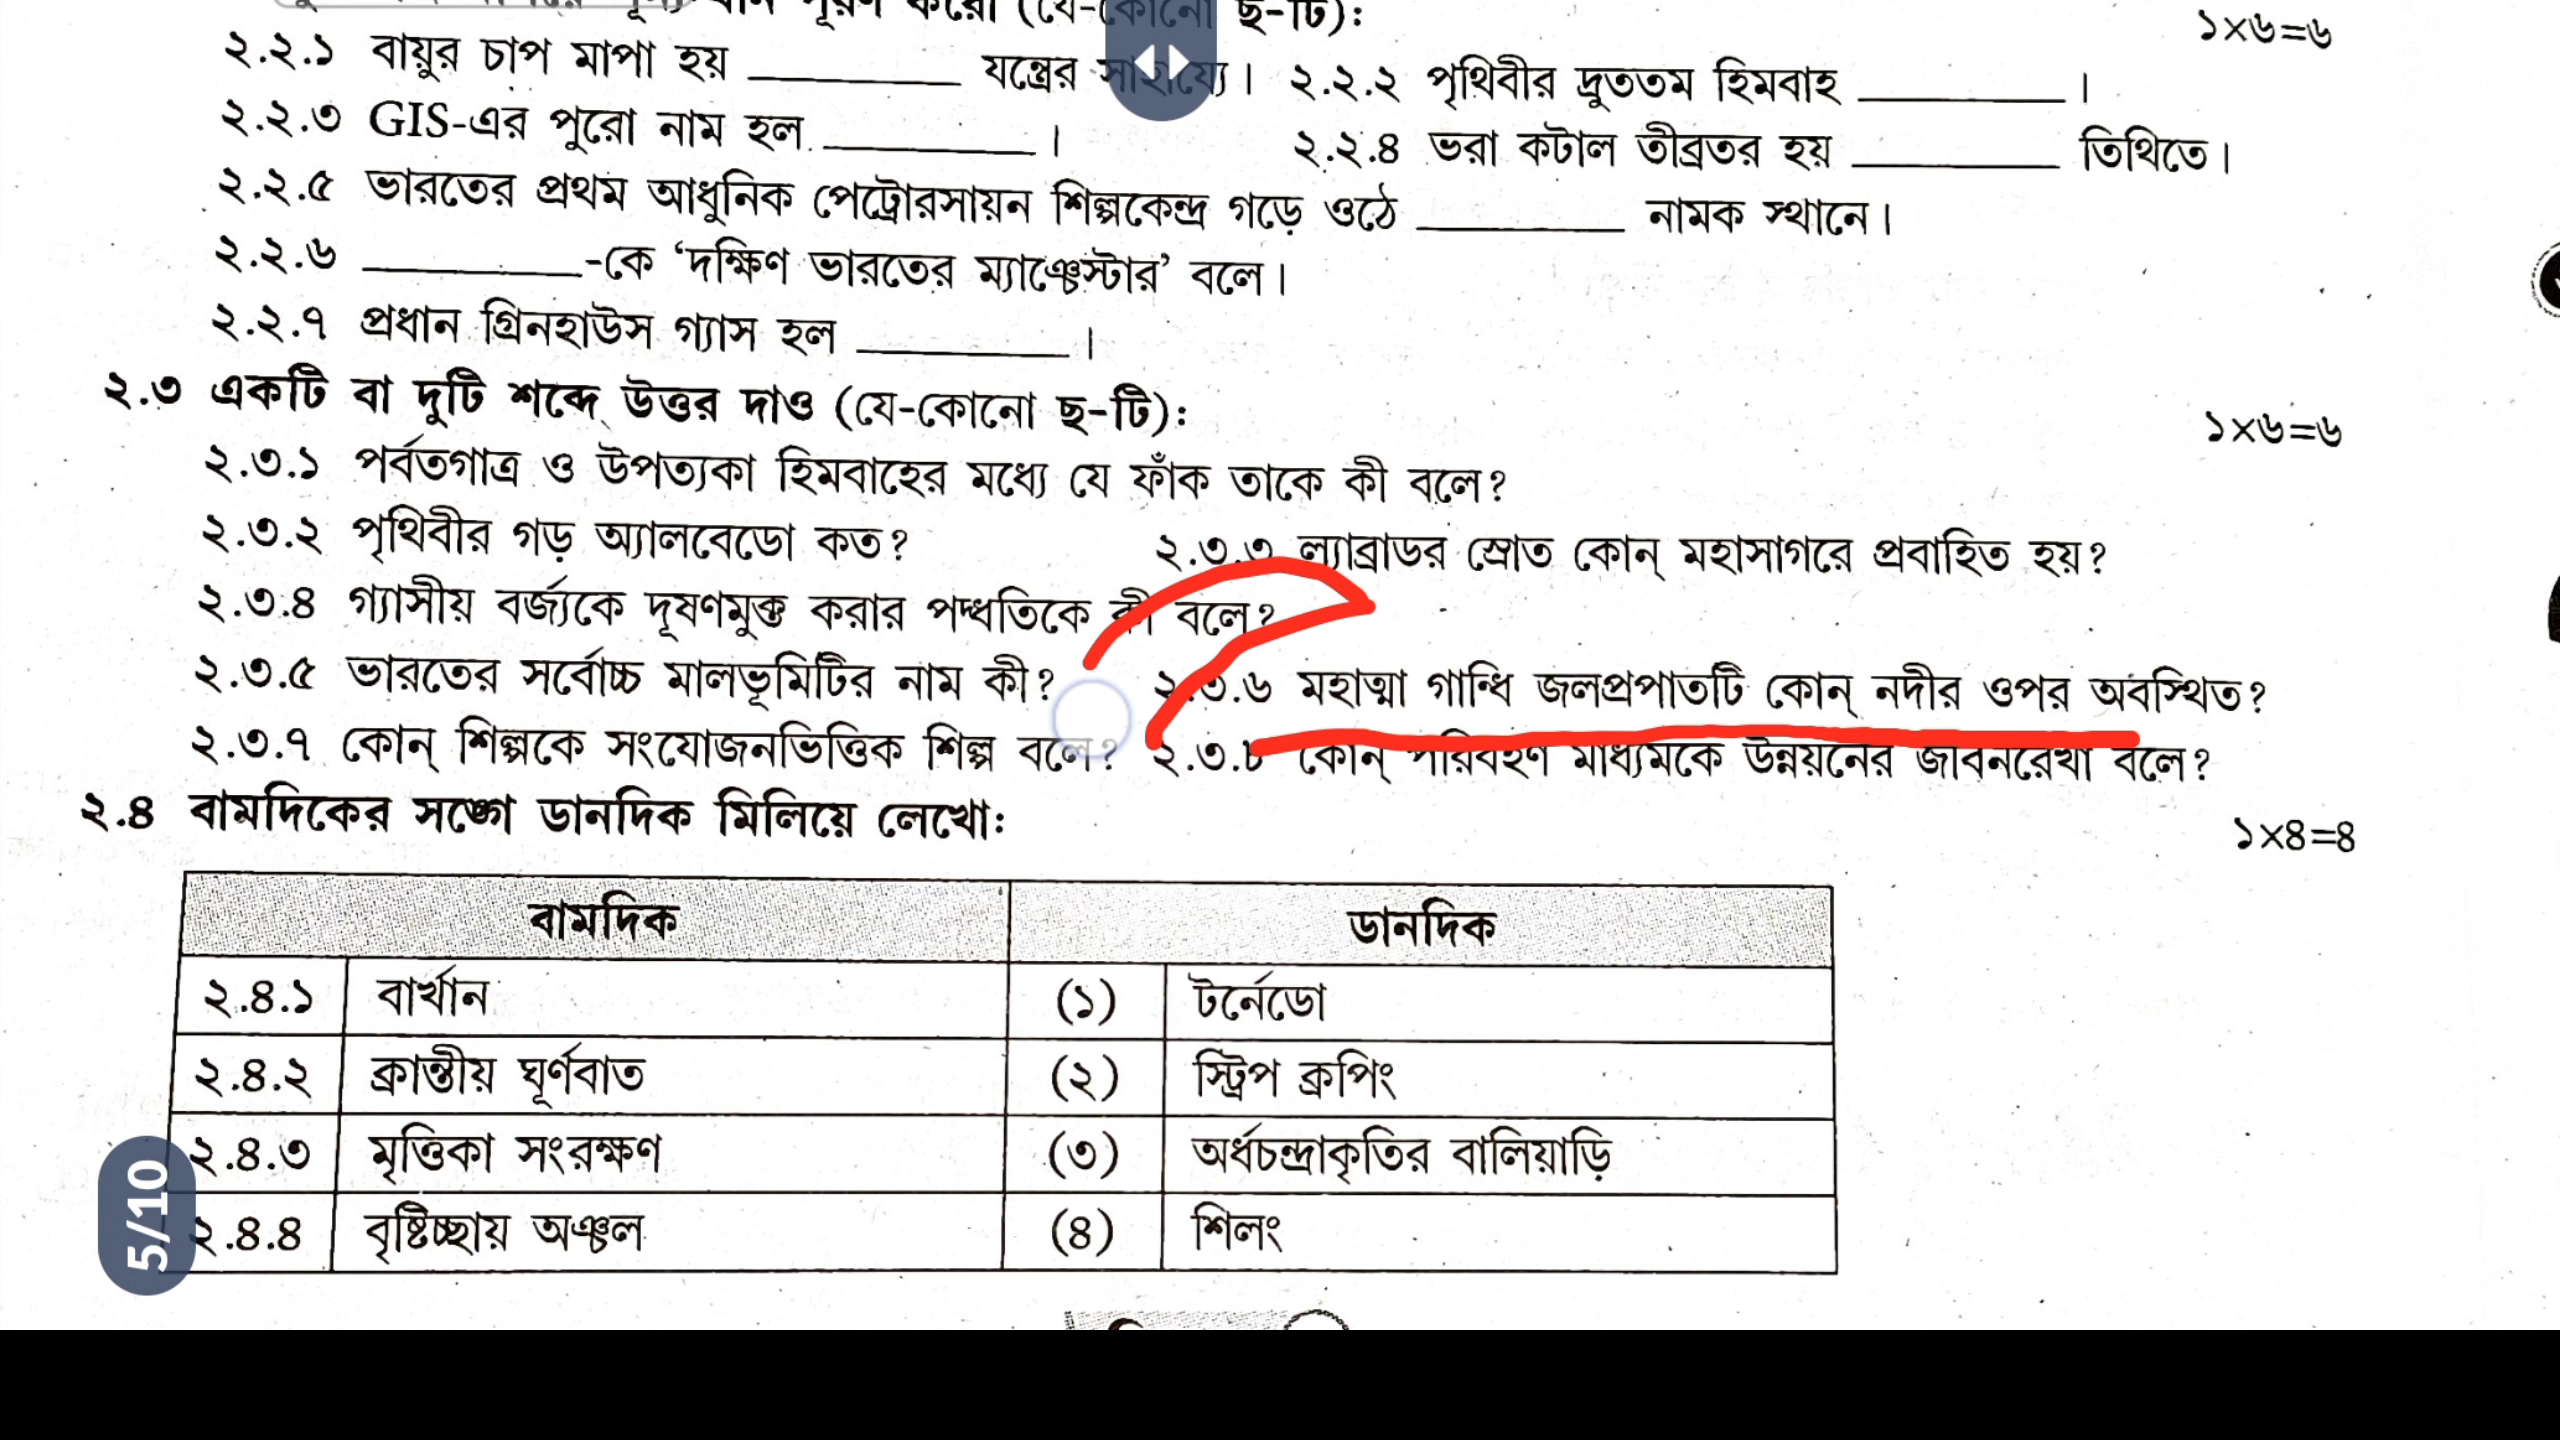 পূরণ করো (যে-কোনো ছ-টি): ১×৬=৬
২.২.১ বায়ুর চাপ মাপা হয় ________ যন্ত্রের সাহায্যে। ২.২.২ পৃথিবীর দ্রুততম হিমবাহ ________ ।
২.২.৩ GIS-এর পুরো নাম হল ________ । ২.২.৪ ভরা কটাল তীব্রতর হয় ________ তিথিতে।
২.২.৫ ভারতের প্রথম আধুনিক পেট্রোরসায়ন শিল্পকেন্দ্র গড়ে ওঠে ________ নামক স্থানে।
২.২.৬ ________-কে ‘দক্ষিণ ভারতের ম্যাঞ্চেস্টার’ বলে।
২.২.৭ প্রধান গ্রিনহাউস গ্যাস হল ________ ।
২.৩ একটি বা দুটি শব্দে উত্তর দাও (যে-কোনো ছ-টি): ১×৬=৬
২.৩.১ পর্বতগাত্র ও উপত্যকা হিমবাহের মধ্যে যে ফাঁক তাকে কী বলে?
২.৩.২ পৃথিবীর গড় অ্যালবেডো কত? ২.৩.৩ ল্যাব্রাডর স্রোত কোন্ মহাসাগরে প্রবাহিত হয়?
২.৩.৪ গ্যাসীয় বর্জ্যকে দূষণমুক্ত করার পদ্ধতিকে কী বলে?
২.৩.৫ ভারতের সর্বোচ্চ মালভূমিটির নাম কী? ২.৩.৬ মহাত্মা গান্ধি জলপ্রপাতটি কোন্ নদীর ওপর অবস্থিত?
২.৩.৭ কোন্ শিল্পকে সংযোজনভিত্তিক শিল্প বলে? ২.৩.৮ কোন্ পরিবহণ মাধ্যমকে উন্নয়নের জীবনরেখা বলে?
২.৪ বামদিকের সঙ্গে ডানদিক মিলিয়ে লেখো: ১×৪=৪
বামদিক ডানদিক
২.৪.১ বার্খান (১) টর্নেডো
২.৪.২ ক্রান্তীয় ঘূর্ণবাত (২) স্ট্রিপ ক্রপিং
২.৪.৩ মৃত্তিকা সংরক্ষণ (৩) অর্ধচন্দ্রাকৃতির বালিয়াড়ি
২.৪.৪ বৃষ্টিচ্ছায় অঞ্চল (৪) শিলং
5/10